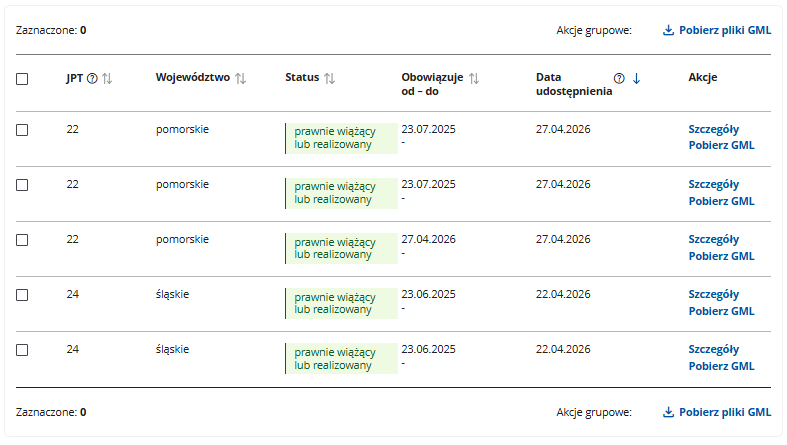 Zaznaczone: 0 Akcje grupowe: Pobierz pliki GML
JPT Województwo Status Obowiązuje od – do Data udostępnienia Akcje
22 pomorskie prawnie wiążący 23.07.2025 27.04.2026 Szczegóły
lub realizowany - Pobierz GML
22 pomorskie prawnie wiążący 23.07.2025 27.04.2026 Szczegóły
lub realizowany - Pobierz GML
22 pomorskie prawnie wiążący 27.04.2026 27.04.2026 Szczegóły
lub realizowany - Pobierz GML
24 śląskie prawnie wiążący 23.06.2025 22.04.2026 Szczegóły
lub realizowany - Pobierz GML
24 śląskie prawnie wiążący 23.06.2025 22.04.2026 Szczegóły
lub realizowany - Pobierz GML
Zaznaczone: 0 Akcje grupowe: Pobierz pliki GML